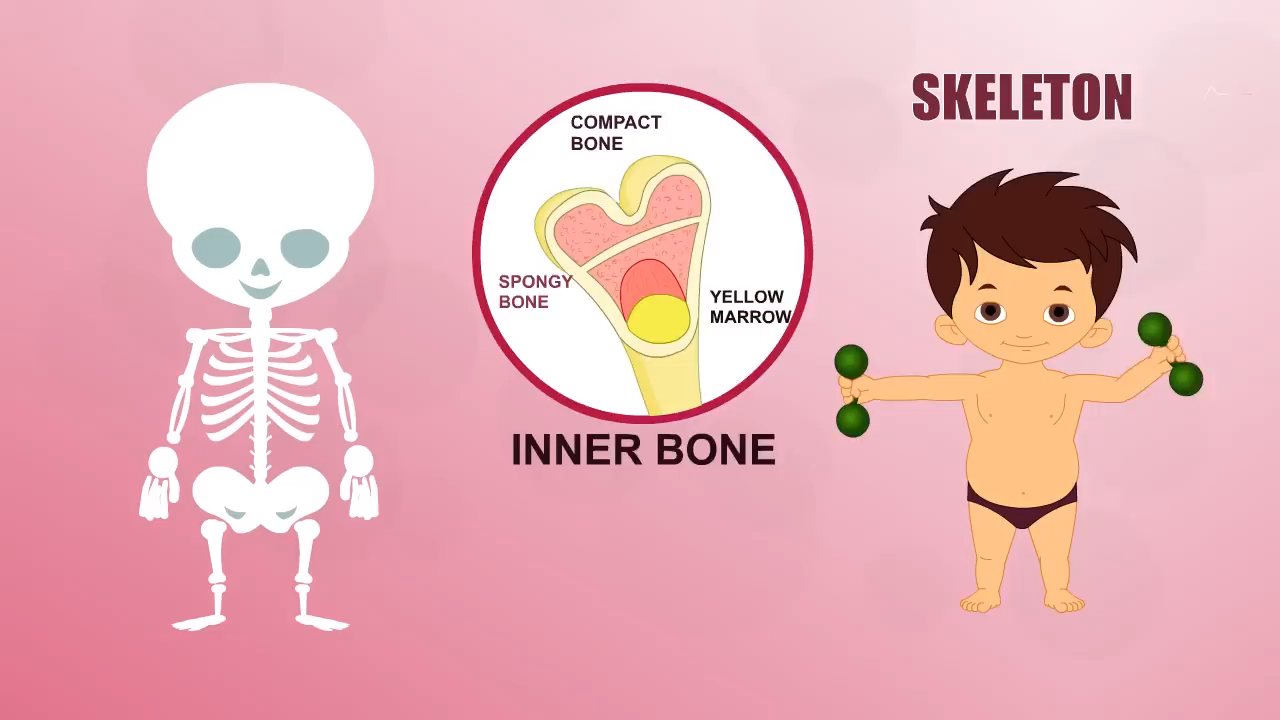 SKELETON
COMPACT
BONE
SPONGY
BONE
YELLOW
MARROW
INNER BONE